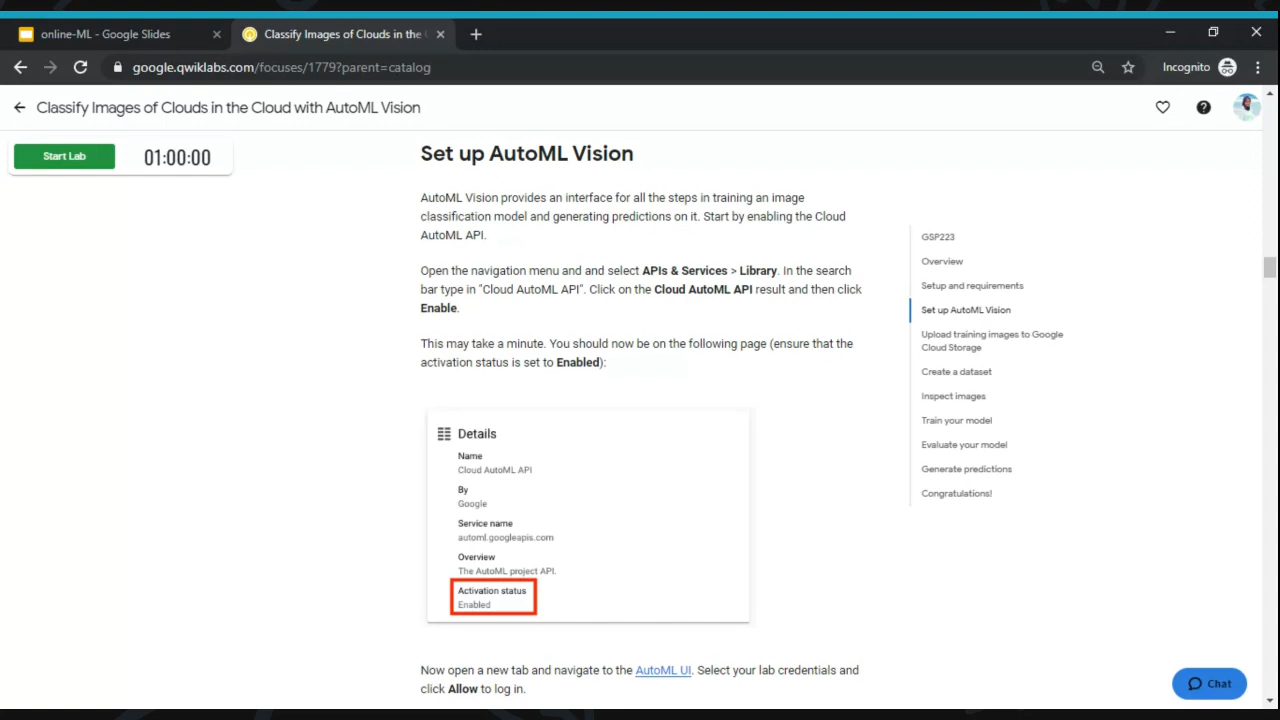 online-ML - Google Slides
Classify Images of Clouds in the
google.qwiklabs.com/focuses/1779?parent=catalog
Incognito
Classify Images of Clouds in the Cloud with AutoML Vision
Start Lab
01:00:00
Set up AutoML Vision
AutoML Vision provides an interface for all the steps in training an image
classification model and generating predictions on it. Start by enabling the Cloud
AutoML API.
Open the navigation menu and and select APIs & Services > Library. In the search
bar type in "Cloud AutoML API". Click on the Cloud AutoML API result and then click
Enable.
This may take a minute. You should now be on the following page (ensure that the
activation status is set to Enabled):
Details
Name
Cloud AutoML API
By
Google
Service name
automl.googleapis.com
Overview
The AutoML project API.
Activation status
Enabled
Now open a new tab and navigate to the AutoML UI. Select your lab credentials and
click Allow to log in.
GSP223
Overview
Setup and requirements
Set up AutoML Vision
Upload training images to Google
Cloud Storage
Create a dataset
Inspect images
Train your model
Evaluate your model
Generate predictions
Congratulations!
Chat